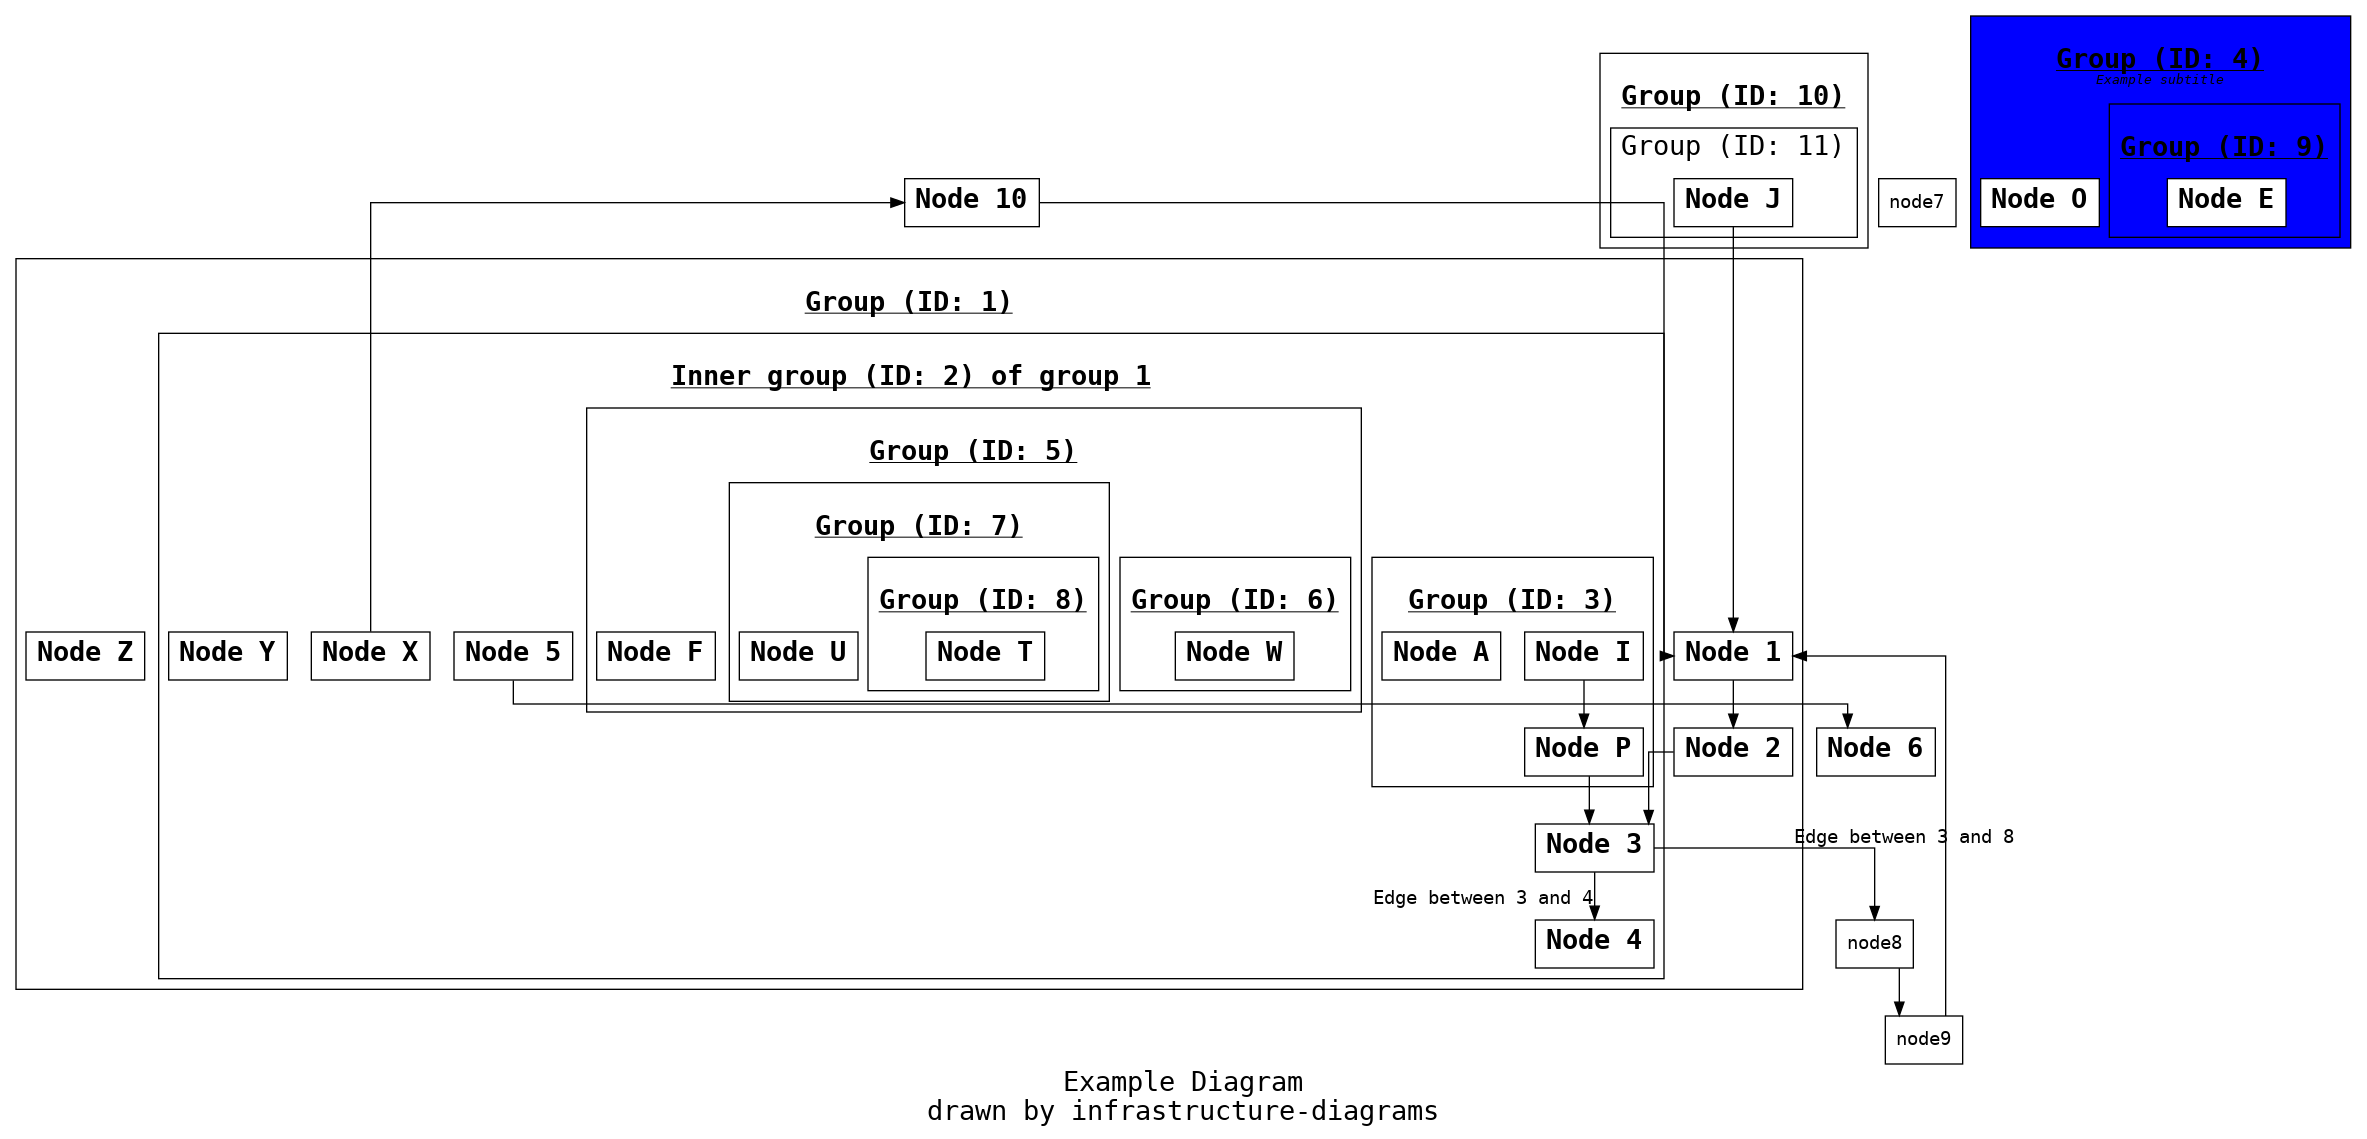 Group (ID: 4)
Example subtitle
Group (ID: 10)
Group (ID: 11)
Group (ID: 9)
Node 10
Node J
node7
Node O
Node E
Group (ID: 1)
Inner group (ID: 2) of group 1
Group (ID: 5)
Group (ID: 7)
Group (ID: 8)
Group (ID: 6)
Group (ID: 3)
Node Z
Node Y
Node X
Node 5
Node F
Node U
Node T
Node W
Node A
Node I
Node 1
Node P
Node 2
Node 6
Node 3
Edge between 3 and 8
Edge between 3 and 4
Node 4
node8
node9
Example Diagram
drawn by infrastructure-diagrams